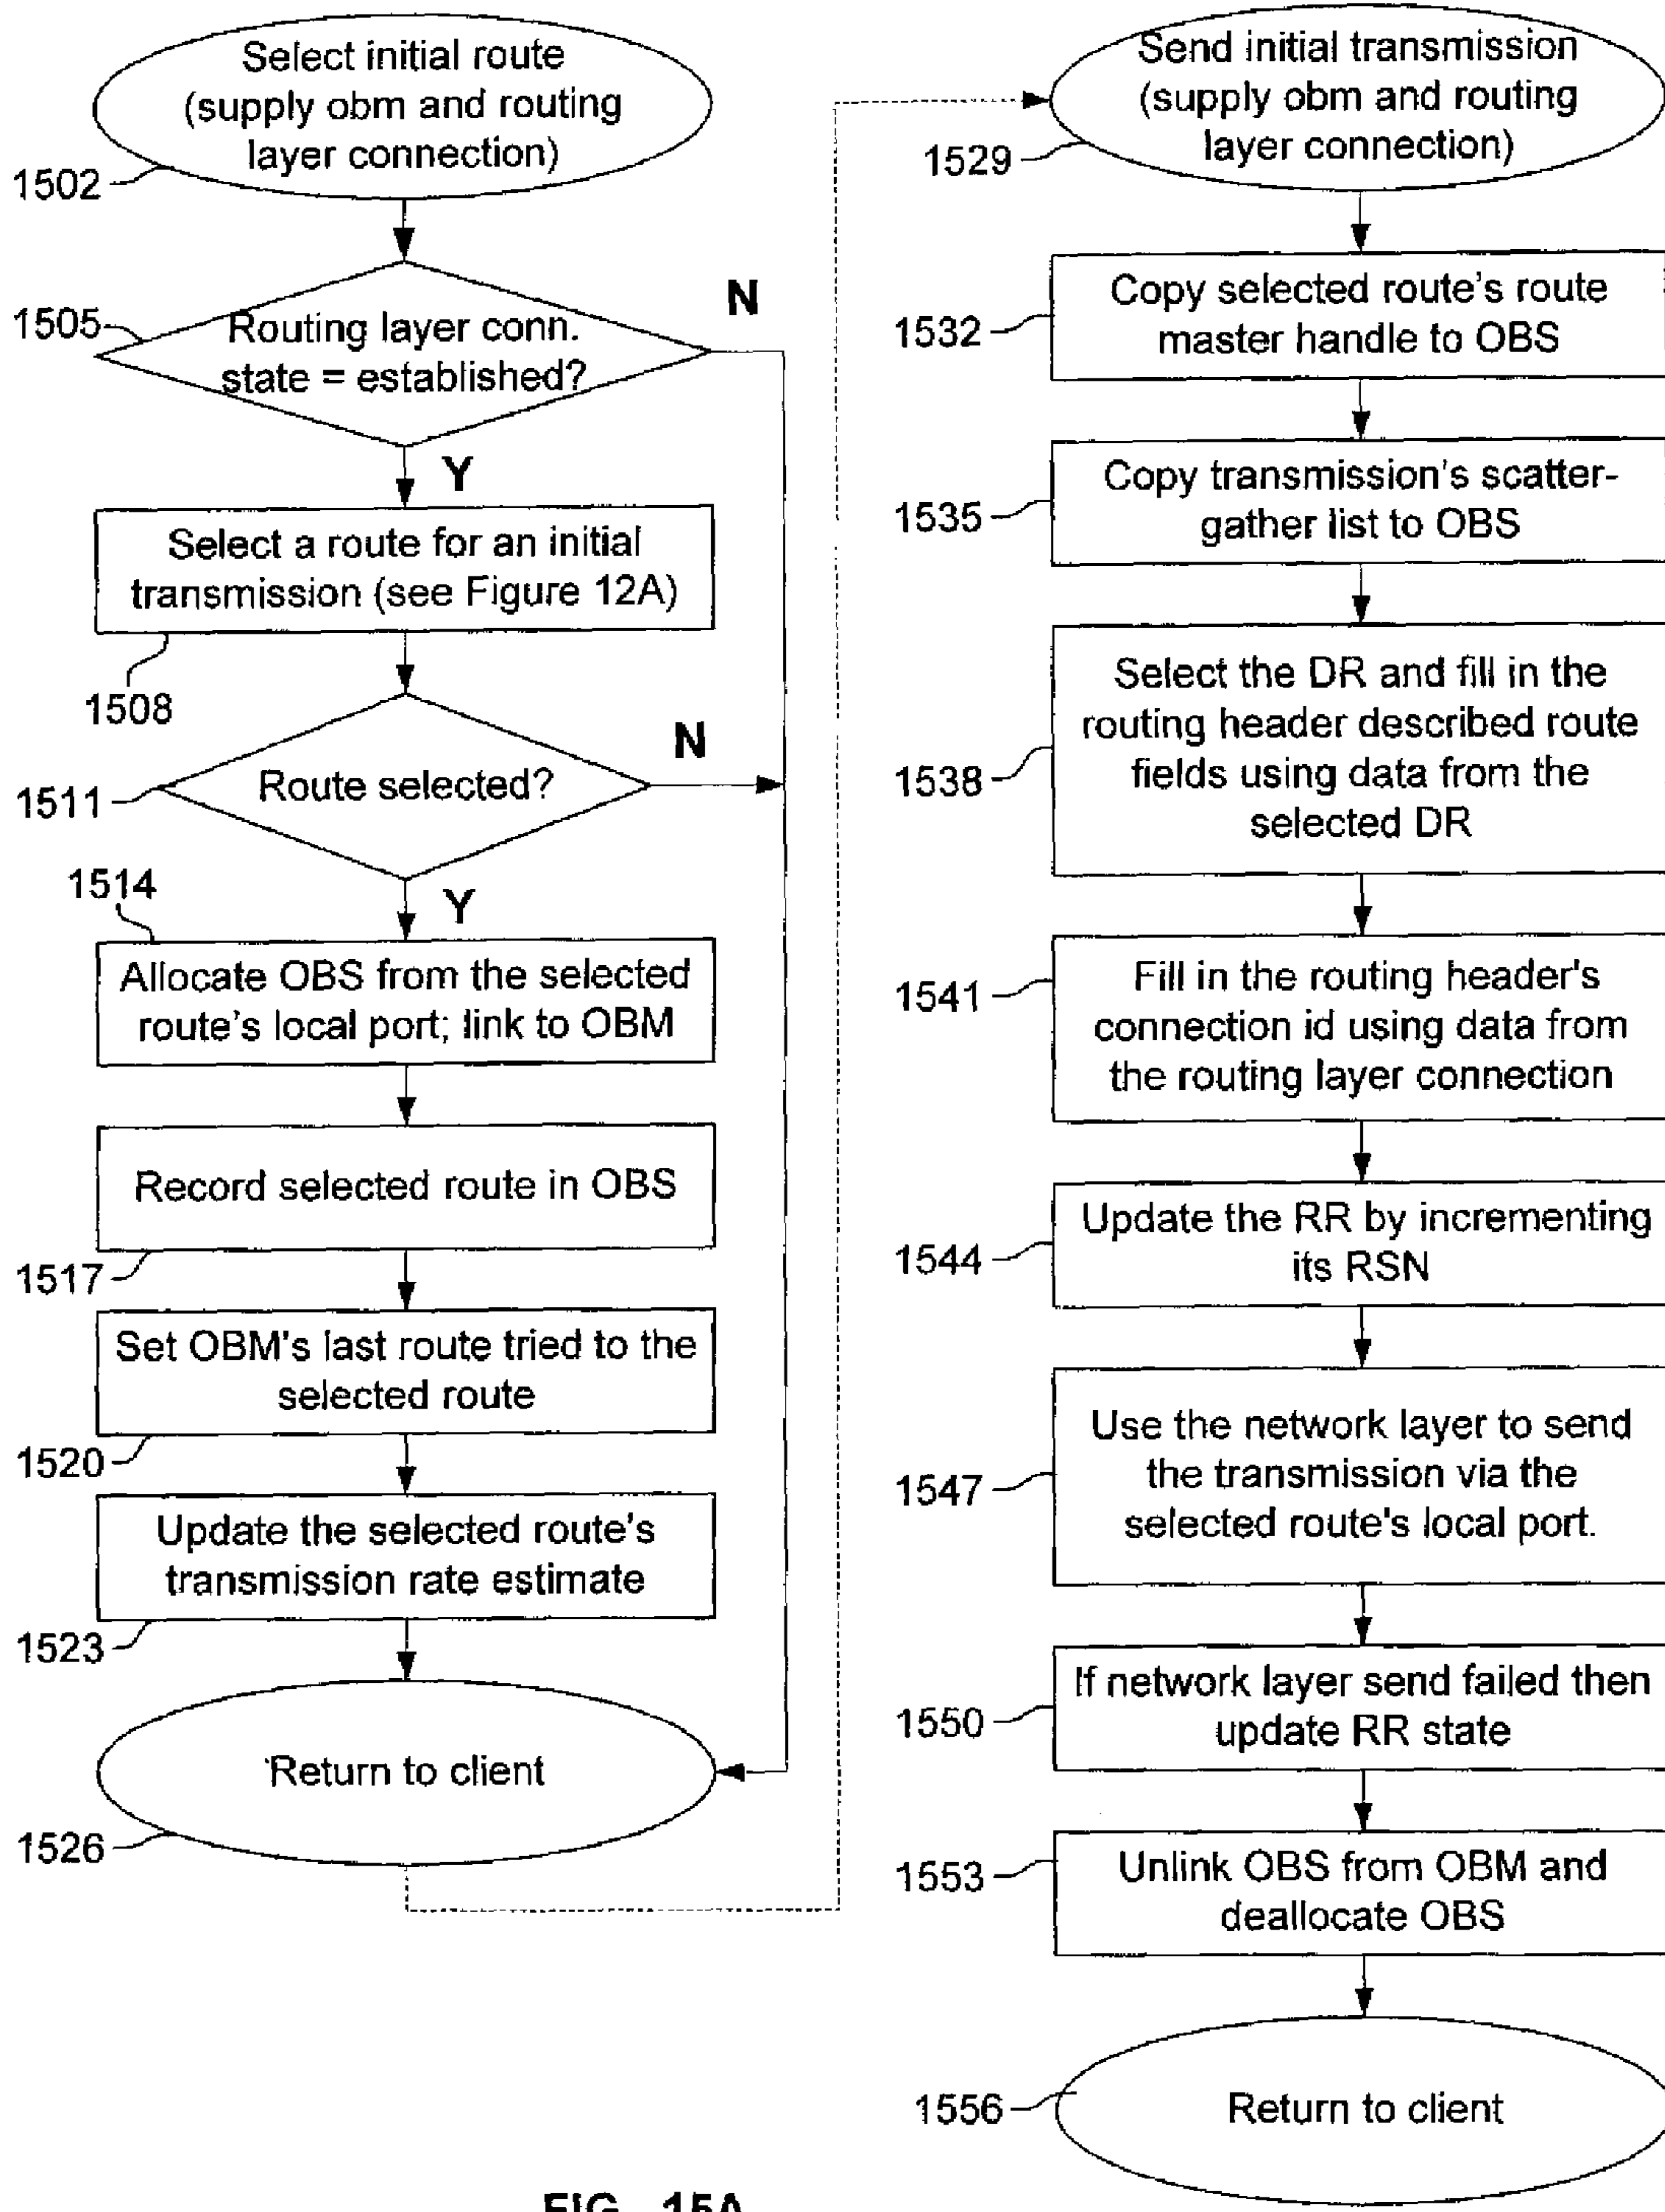 Select initial route
(supply obm and routing
layer connection)
1502
1505
Routing layer conn.
state = established?
N
Y
Select a route for an initial
transmission (see Figure 12A)
1508
1511
Route selected?
N
Y
1514
Allocate OBS from the selected
route's local port; link to OBM
Record selected route in OBS
1517
Set OBM's last route tried to the
selected route
1520
Update the selected route's
transmission rate estimate
1523
Return to client
1526
Send initial transmission
(supply obm and routing
layer connection)
1529
Copy selected route's route
master handle to OBS
1532
Copy transmission's scatter-
gather list to OBS
1535
Select the DR and fill in the
routing header described route
fields using data from the
selected DR
1538
Fill in the routing header's
connection id using data from
the routing layer connection
1541
Update the RR by incrementing
its RSN
1544
Use the network layer to send
the transmission via the
selected route's local port.
1547
If network layer send failed then
update RR state
1550
Unlink OBS from OBM and
deallocate OBS
1553
Return to client
1556
FIG. 15A